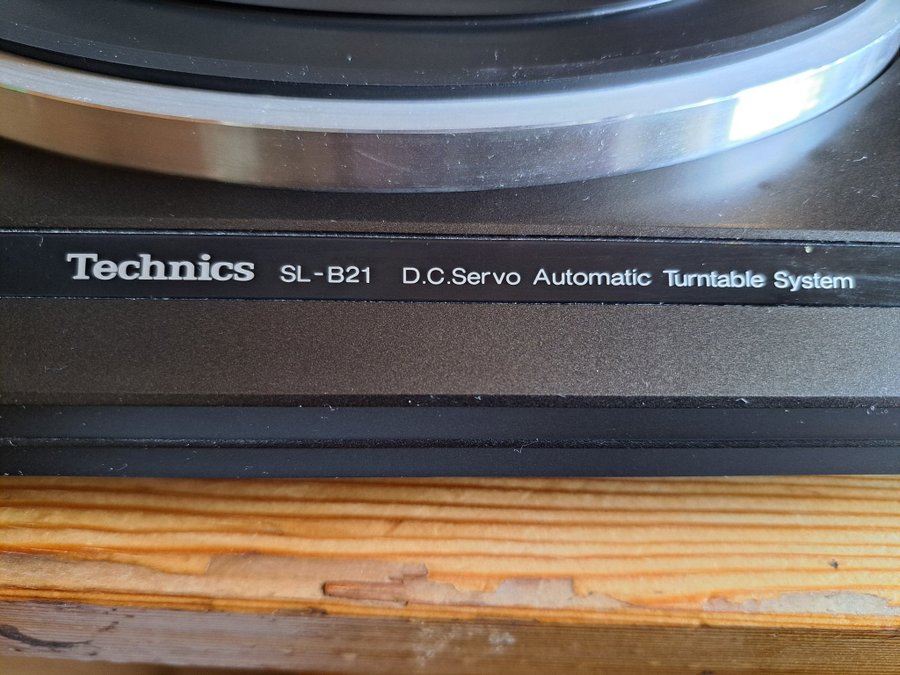 Technics SL-B21 D.C.Servo Automatic Turntable System